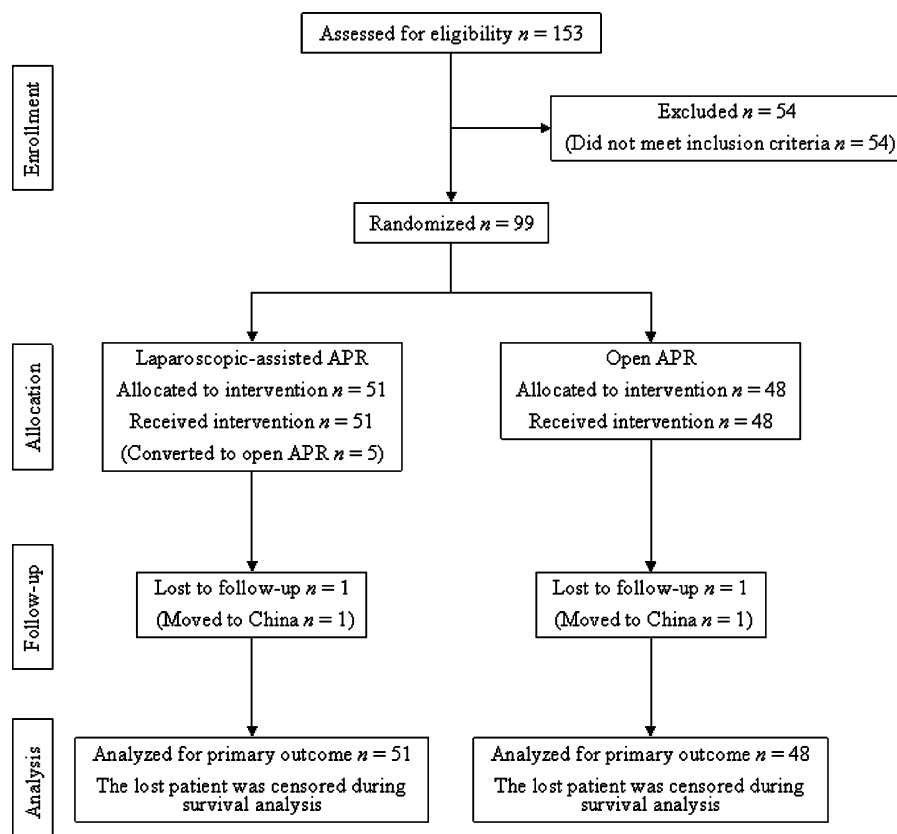 Assessed for eligibility n = 153
Enrollment
Excluded n = 54
(Did not meet inclusion criteria n = 54)
Randomized n = 99
Allocation
Laparoscopic-assisted APR
Allocated to intervention n = 51
Received intervention n = 51
(Converted to open APR n = 5)
Open APR
Allocated to intervention n = 48
Received intervention n = 48
Follow-up
Lost to follow-up n = 1
(Moved to China n = 1)
Lost to follow-up n = 1
(Moved to China n = 1)
Analysis
Analyzed for primary outcome n = 51
The lost patient was censored during
survival analysis
Analyzed for primary outcome n = 48
The lost patient was censored during
survival analysis